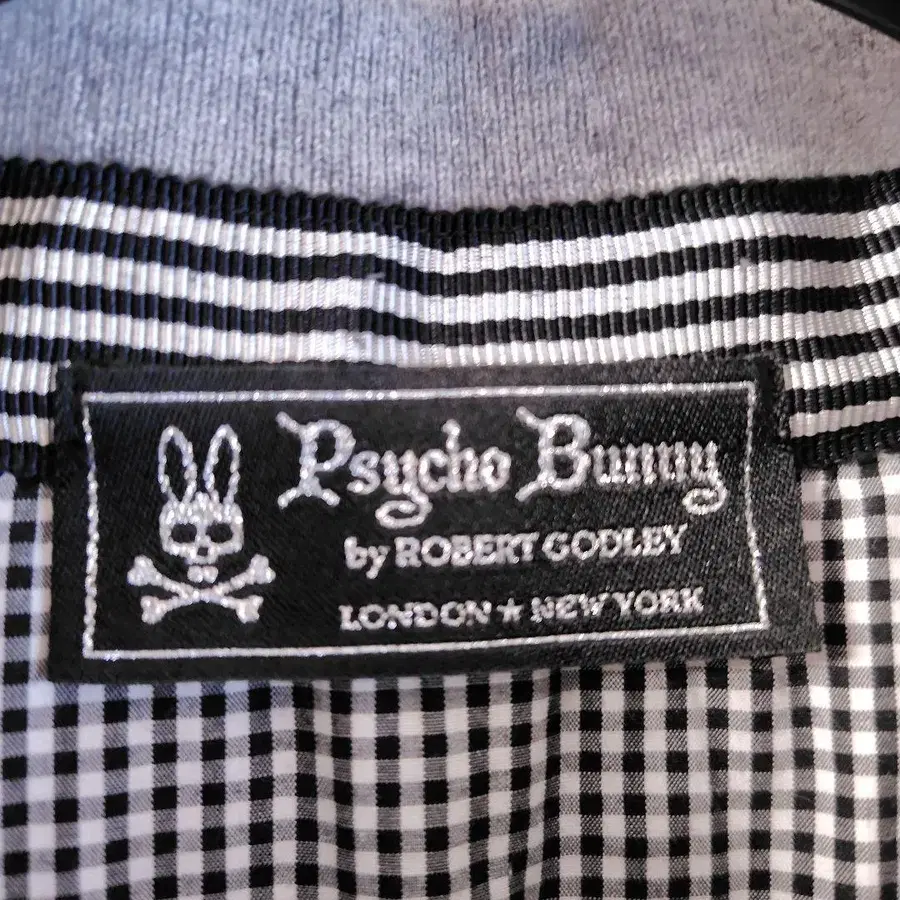 Psycho Bunny
by ROBERT GODLEY
LONDON ★ NEW YORK